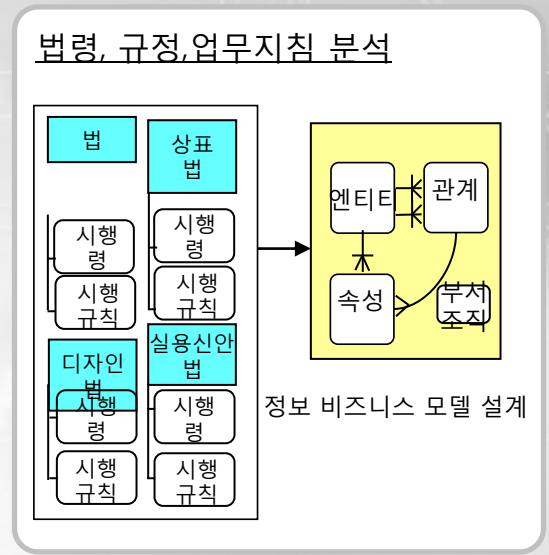 법령, 규정,업무지침 분석
법
상표
법
시행
령
시행
규칙
시행
령
시행
규칙
디자인
법
시행
령
시행
규칙
실용신안
법
시행
령
시행
규칙
엔티티
관계
속성
부서
조직
정보 비즈니스 모델 설계